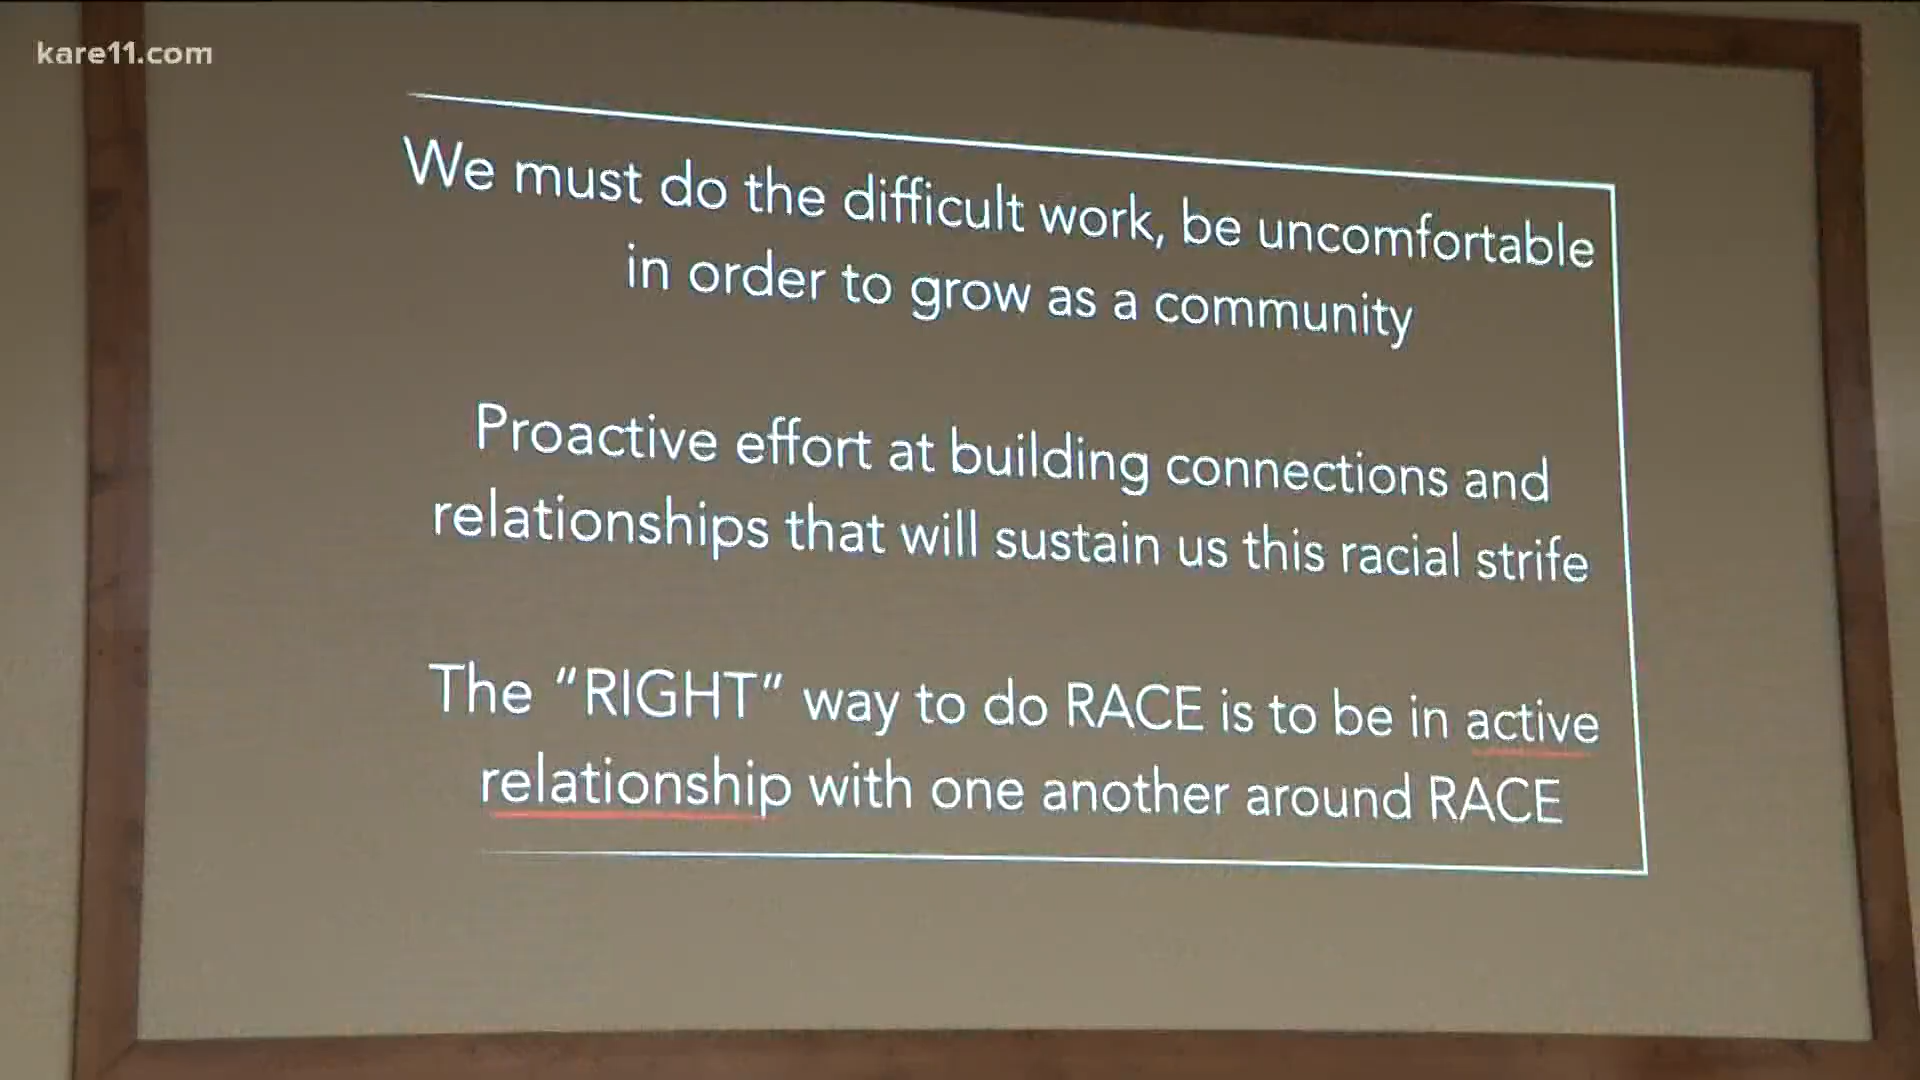 kare11.com
We must do the difficult work, be uncomfortable
in order to grow as a community
Proactive effort at building connections and
relationships that will sustain us this racial strife
The “RIGHT” way to do RACE is to be in active
relationship with one another around RACE